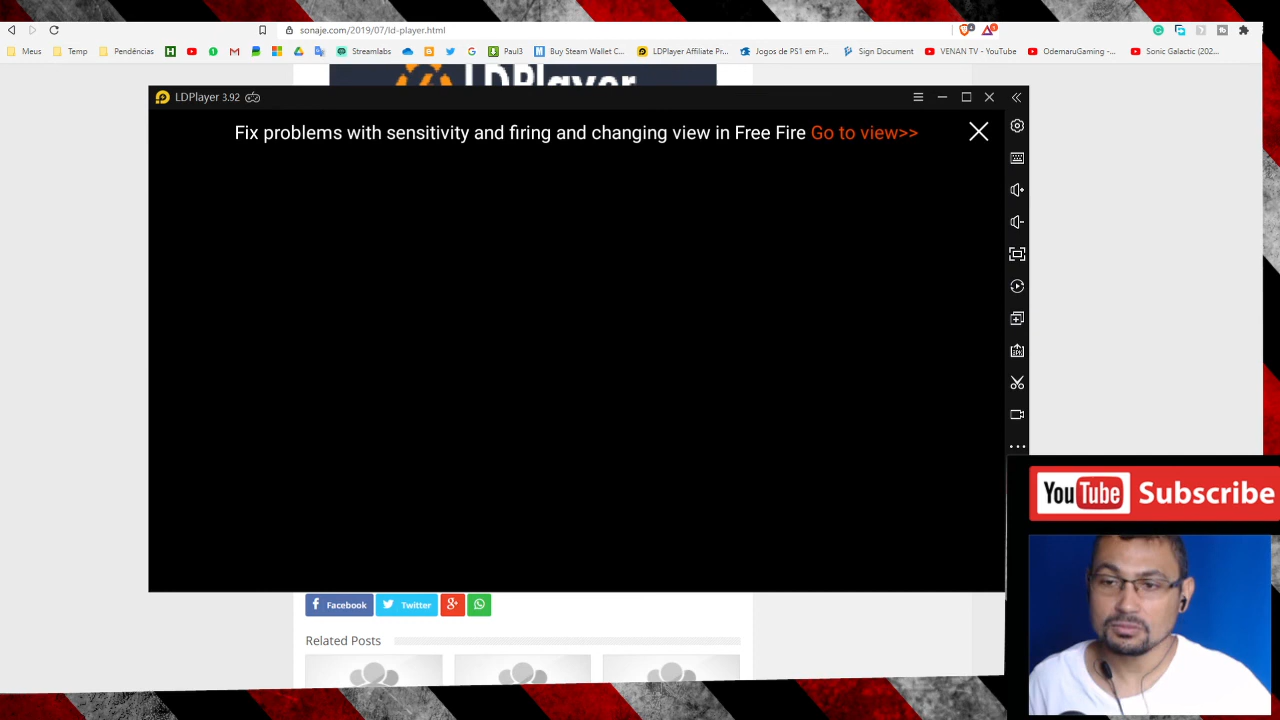 sonaje.com/2019/07/ld-player.html
Meus Temp Pendências Streamlabs Paul3 Buy Steam Wallet C... LDPlayer Affiliate Pr... Jogos de PS1 em P... Sign Document VENAN TV - YouTube OdemaruGaming -... Sonic Galactic (202...
LDPlayer
LDPlayer 3.92
Fix problems with sensitivity and firing and changing view in Free Fire Go to view>>
YouTube Subscribe
Facebook Twitter
Related Posts